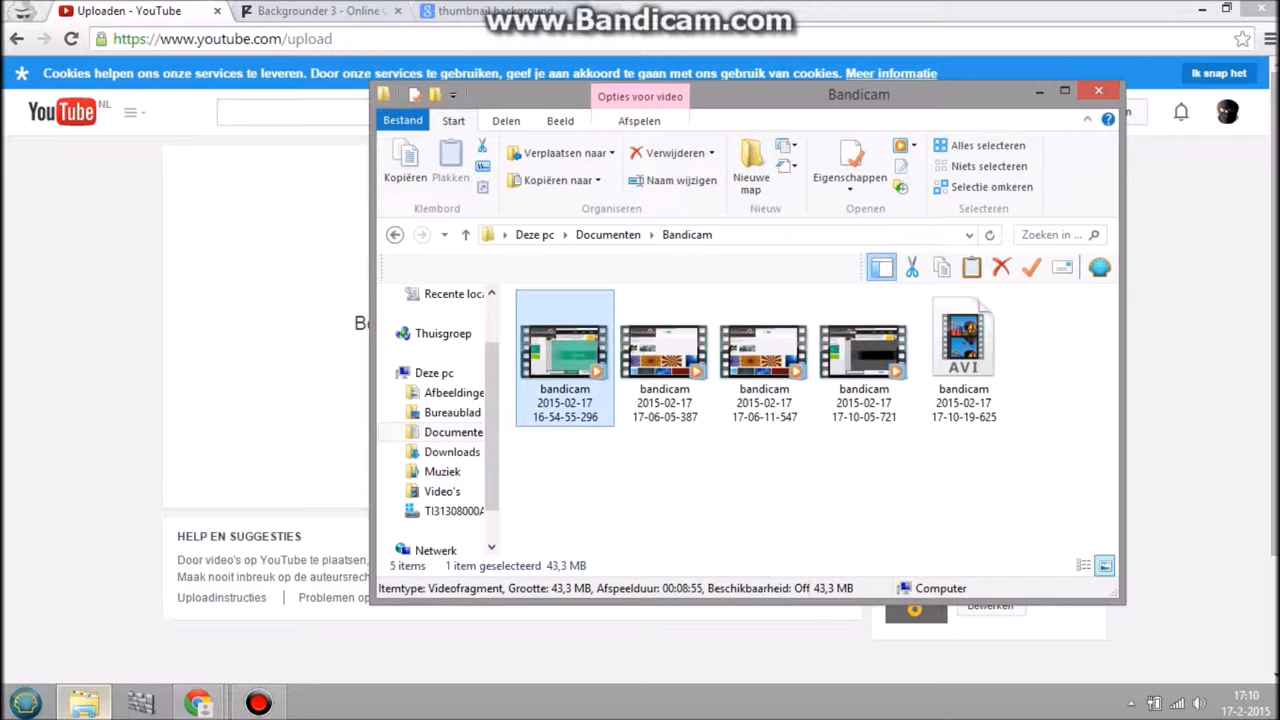 www.Bandicam.com
Uploaden - YouTube
Backgrounder 3 - Online
thumbnail background
https://www.youtube.com/upload
Cookies helpen ons onze services te leveren. Door onze services te gebruiken, geef je aan akkoord te gaan met ons gebruik van cookies. Meer informatie
Ik snap het
YouTube NL
Opties voor video
Bandicam
Bestand
Start
Delen
Beeld
Afspelen
Kopiëren
Plakken
Klembord
Verplaatsen naar
Kopiëren naar
Verwijderen
Naam wijzigen
Organiseren
Nieuwe
map
Nieuw
Eigenschappen
Openen
Alles selecteren
Niets selecteren
Selectie omkeren
Selecteren
Deze pc
Documenten
Bandicam
Zoeken in ...
Recente loca
Thuisgroep
Deze pc
Afbeeldinge
Bureaublad
Documente
Downloads
Muziek
Video's
TI31308000A
Netwerk
bandicam
2015-02-17
16-54-55-296
bandicam
2015-02-17
17-06-05-387
bandicam
2015-02-17
17-06-11-547
bandicam
2015-02-17
17-10-05-721
AVI
bandicam
2015-02-17
17-10-19-625
5 items
1 item geselecteerd 43,3 MB
Itemtype: Videofragment, Grootte: 43,3 MB, Afspeelduur: 00:08:55, Beschikbaarheid: Off 43,3 MB
Computer
HELP EN SUGGESTIES
Door video's op YouTube te plaatsen,
Maak nooit inbreuk op de auteursrech
Uploadinstructies
Problemen op
Bewerken
17:10
17-2-2015